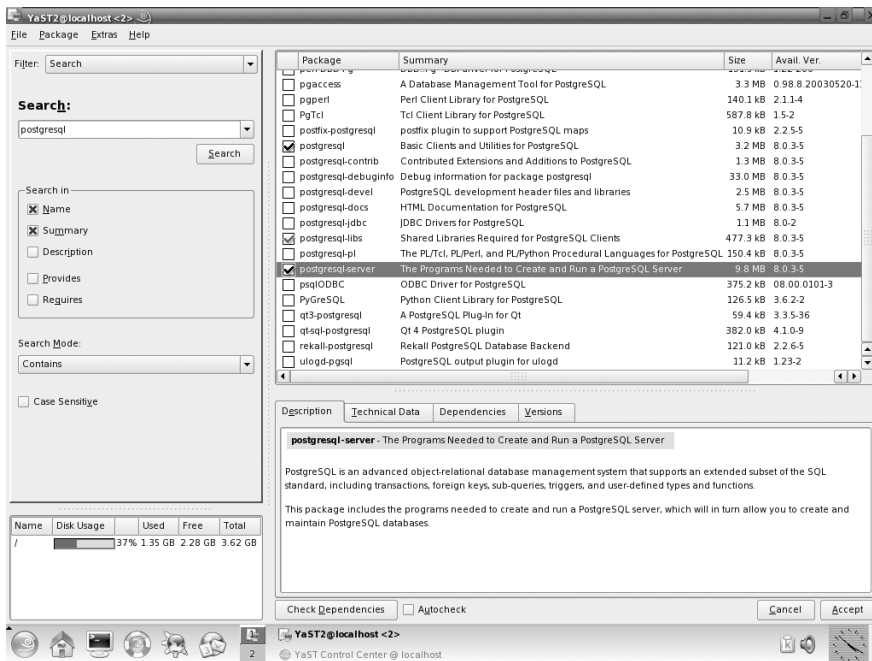 YaST2@localhost <2>
File Package Extras Help
Filter: Search
Search:
postgresql
Search
Search in
Name
Summary
Description
Provides
Requires
Search Mode:
Contains
Case Sensitive
Name Disk Usage Used Free Total
/ 37% 1.35 GB 2.28 GB 3.62 GB
Package Summary Size Avail. Ver.
pgaccess A Database Management Tool for PostgreSQL 3.3 MB 0.98.8.20030520-1
pgperl Perl Client Library for PostgreSQL 140.1 kB 2.1.1-4
PgTcl Tcl Client Library for PostgreSQL 587.8 kB 1.5-2
postfix-postgresql postfix plugin to support PostgreSQL maps 10.9 kB 2.2.5-5
postgresql Basic Clients and Utilities for PostgreSQL 3.2 MB 8.0.3-5
postgresql-contrib Contributed Extensions and Additions to PostgreSQL 1.3 MB 8.0.3-5
postgresql-debuginfo Debug information for package postgresql 33.0 MB 8.0.3-5
postgresql-devel PostgreSQL development header files and libraries 2.5 MB 8.0.3-5
postgresql-docs HTML Documentation for PostgreSQL 5.7 MB 8.0.3-5
postgresql-jdbc JDBC Drivers for PostgreSQL 1.1 MB 8.0-2
postgresql-libs Shared Libraries Required for PostgreSQL Clients 477.3 kB 8.0.3-5
postgresql-pl The PL/Tcl, PL/Perl, and PL/Python Procedural Languages for PostgreSQL 150.4 kB 8.0.3-5
postgresql-server The Programs Needed to Create and Run a PostgreSQL Server 9.8 MB 8.0.3-5
psqlODBC ODBC Driver for PostgreSQL 375.2 kB 08.00.0101-3
PyGreSQL Python Client Library for PostgreSQL 126.5 kB 3.6.2-2
qt3-postgresql A PostgreSQL Plug-In for Qt 59.4 kB 3.3.5-36
qt-sql-postgresql Qt 4 PostgreSQL plugin 382.0 kB 4.1.0-9
rekall-postgresql Rekall PostgreSQL Database Backend 121.0 kB 2.2.6-5
ulogd-pgsql PostgreSQL output plugin for ulogd 11.2 kB 1.23-2
Description Technical Data Dependencies Versions
postgresql-server - The Programs Needed to Create and Run a PostgreSQL Server
PostgreSQL is an advanced object-relational database management system that supports an extended subset of the SQL
standard, including transactions, foreign keys, sub-queries, triggers, and user-defined types and functions.
This package includes the programs needed to create and run a PostgreSQL server, which will in turn allow you to create and
maintain PostgreSQL databases.
Check Dependencies Autocheck Cancel Accept
2
YaST2@localhost <2>
YaST Control Center @ localhost